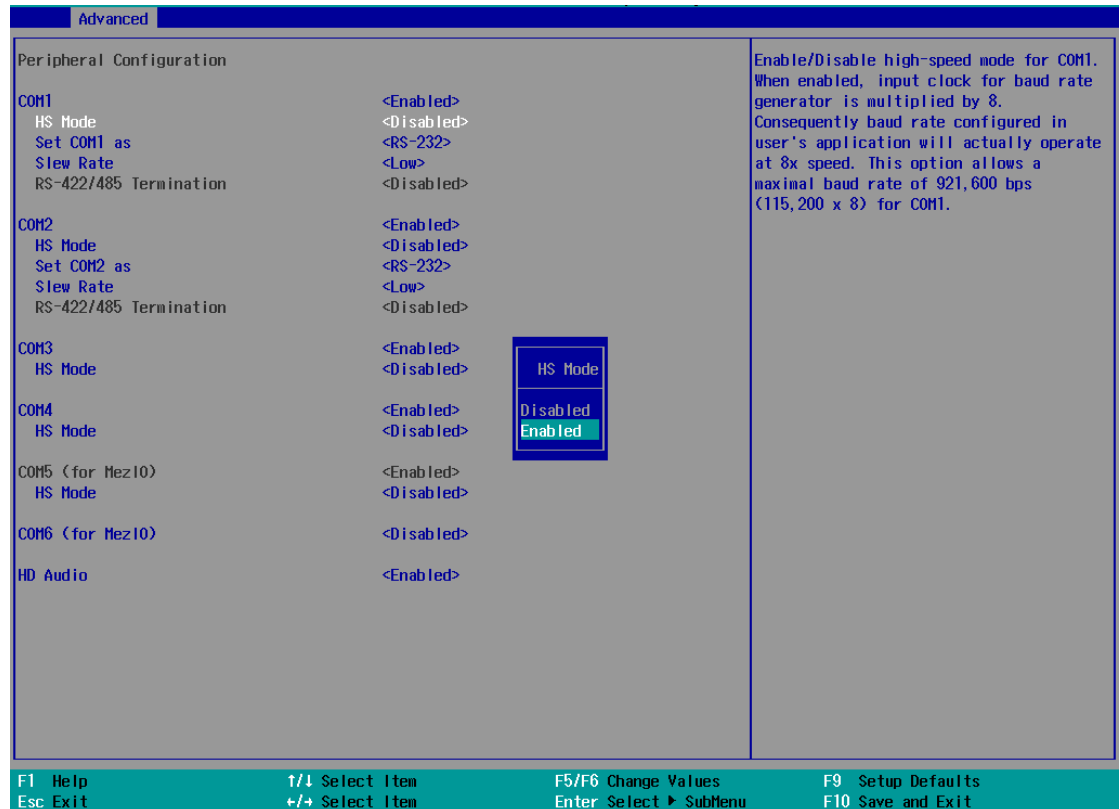 Advanced
Peripheral Configuration
COM1 <Enabled>
HS Mode <Disabled>
Set COM1 as <RS-232>
Slew Rate <Low>
RS-422/485 Termination <Disabled>
COM2 <Enabled>
HS Mode <Disabled>
Set COM2 as <RS-232>
Slew Rate <Low>
RS-422/485 Termination <Disabled>
COM3 <Enabled>
HS Mode <Disabled>
COM4 <Enabled>
HS Mode <Disabled>
COM5 (for MezIO) <Enabled>
HS Mode <Disabled>
COM6 (for MezIO) <Disabled>
HD Audio <Enabled>
HS Mode
Disabled
Enabled
Enable/Disable high-speed mode for COM1.
When enabled, input clock for baud rate
generator is multiplied by 8.
Consequently baud rate configured in
user's application will actually operate
at 8x speed. This option allows a
maximal baud rate of 921,600 bps
(115,200 x 8) for COM1.
F1 Help ↑/↓ Select Item F5/F6 Change Values F9 Setup Defaults
Esc Exit ←/→ Select Item Enter Select ▶ SubMenu F10 Save and Exit